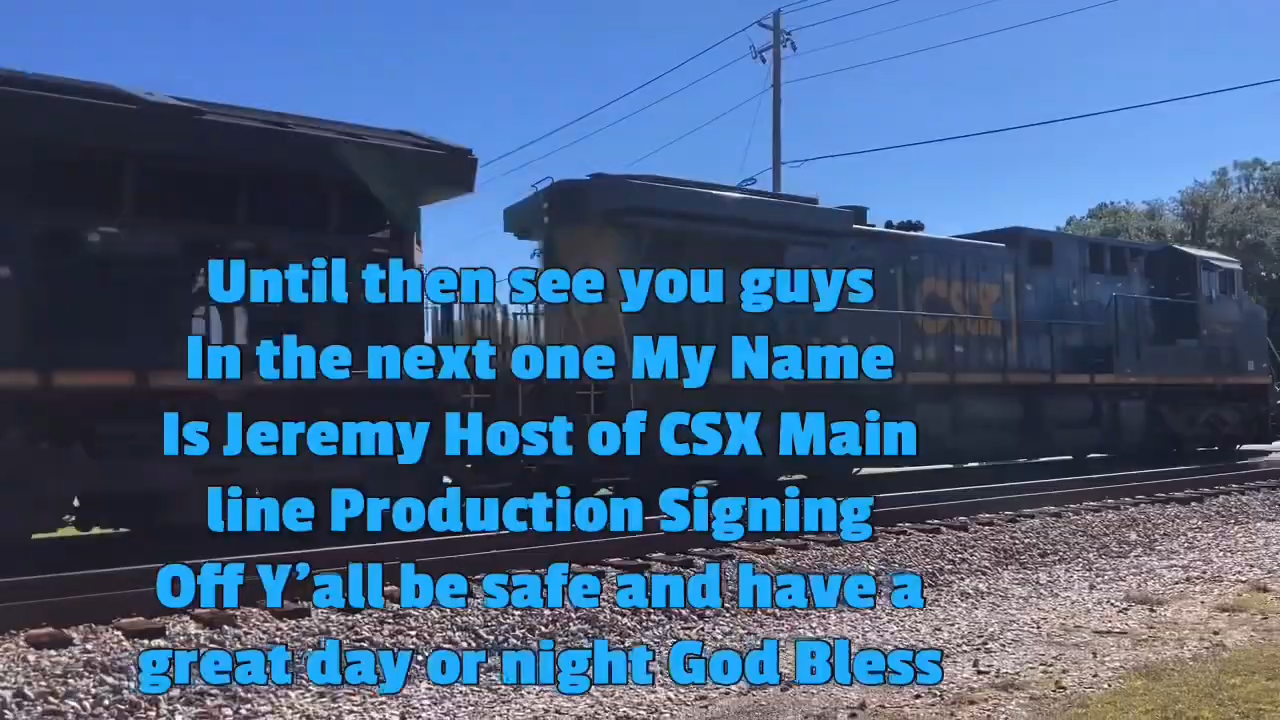 CSX
Until then see you guys
In the next one My Name
Is Jeremy Host of CSX Main
line Production Signing
Off Y'all be safe and have a
great day or night God Bless